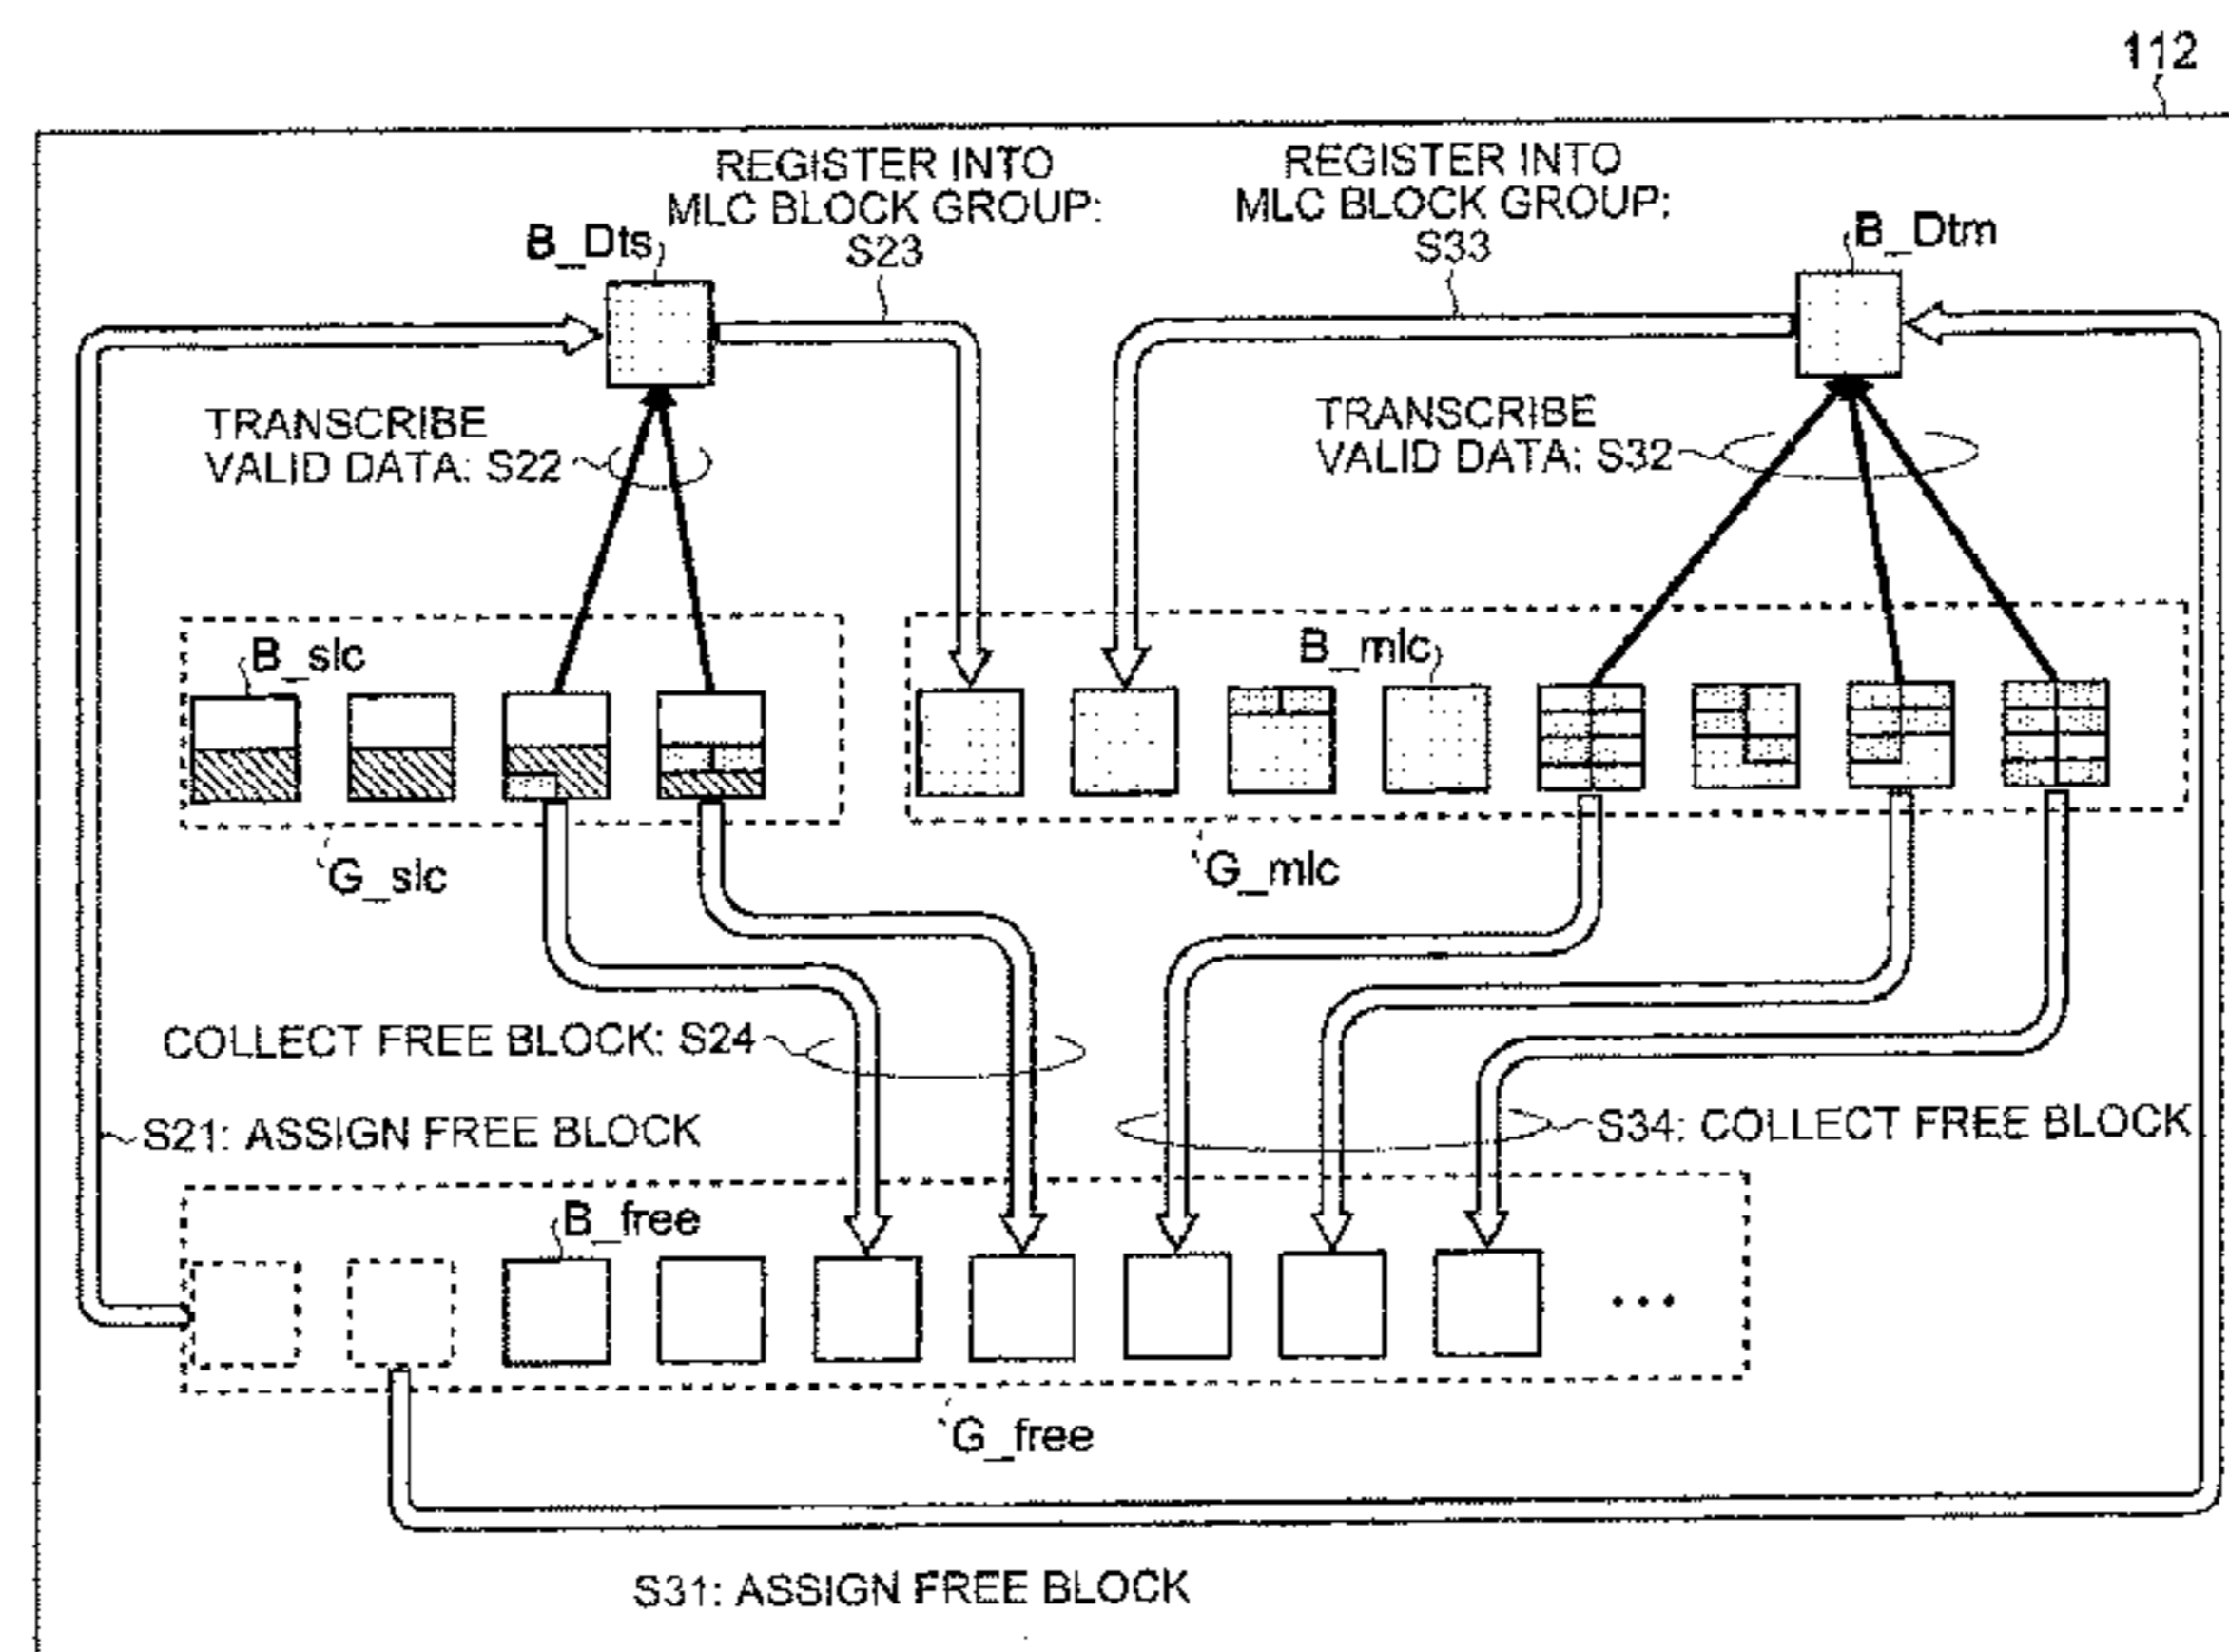 112
REGISTER INTO
MLC BLOCK GROUP:
S23
REGISTER INTO
MLC BLOCK GROUP:
S33
B_Dts
B_Dtm
TRANSCRIBE
VALID DATA: S22
TRANSCRIBE
VALID DATA: S32
B_slc
B_mlc
G_slc
G_mlc
COLLECT FREE BLOCK: S24
S21: ASSIGN FREE BLOCK
S34: COLLECT FREE BLOCK
B_free
...
G_free
S31: ASSIGN FREE BLOCK